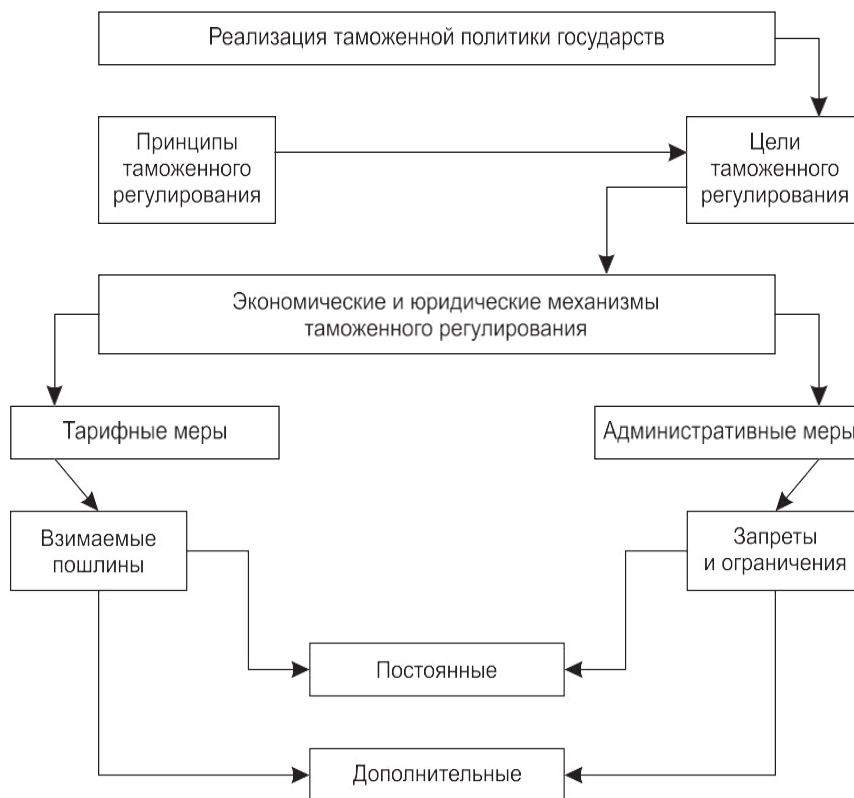 Реализация таможенной политики государств
Принципы
таможенного
регулирования
Цели
таможенного
регулирования
Экономические и юридические механизмы
таможенного регулирования
Тарифные меры
Административные меры
Взимаемые
пошлины
Запреты
и ограничения
Постоянные
Дополнительные